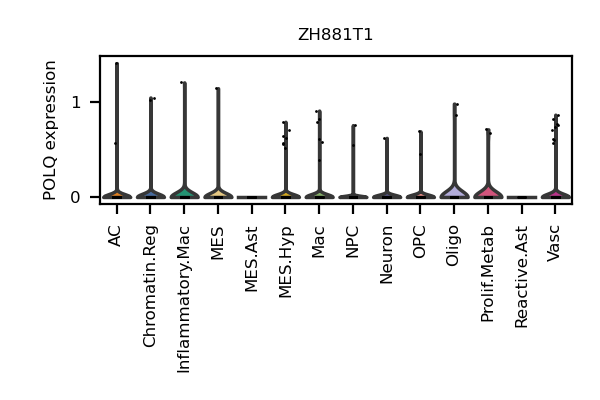 ZH881T1
POLQ expression
1
0
AC
Chromatin.Reg
Inflammatory.Mac
MES
MES.Ast
MES.Hyp
Mac
NPC
Neuron
OPC
Oligo
Prolif.Metab
Reactive.Ast
Vasc